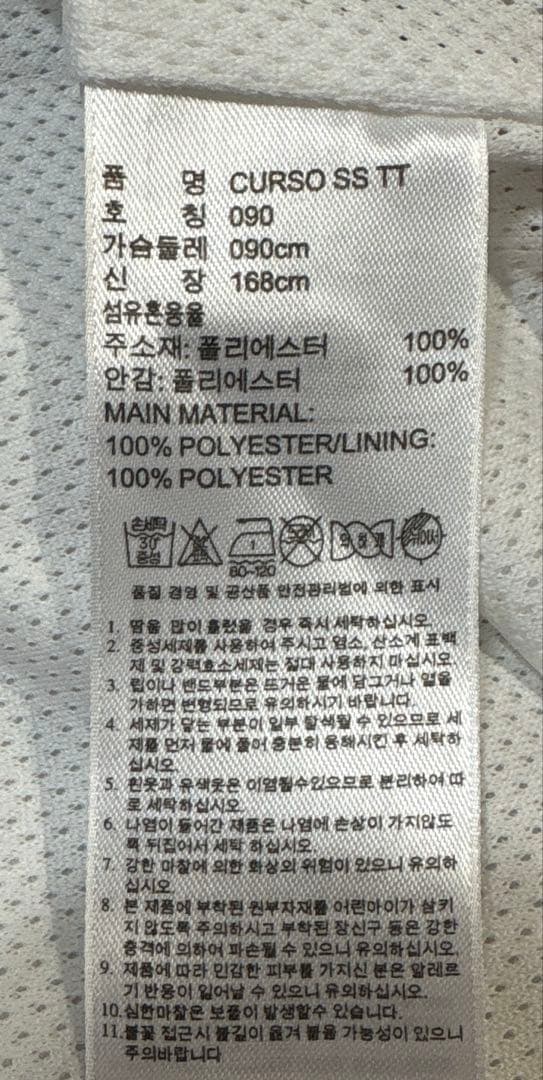 품 명 CURSO SS TT
호 칭 090
가슴둘레 090cm
신 장 168cm
섬유혼용율
주소재: 폴리에스터 100%
안감: 폴리에스터 100%
MAIN MATERIAL:
100% POLYESTER/LINING:
100% POLYESTER
손세탁
30°
중성
1
80~120
품질 경영 및 공산품 안전관리법에 의한 표시
1. 땀을 많이 흘렸을 경우 즉시 세탁하십시오.
2. 중성세제를 사용하여 주시고 염소, 산소계 표백
제 및 강력효소세제는 절대 사용하지 마십시오.
3. 립이나 밴드부분은 뜨거운 물에 담그거나 열을
가하면 변형되므로 유의하시기 바랍니다.
4. 세제가 닿는 부분이 일부 탈색될 수 있으므로 세
제를 먼저 물에 풀어 충분히 용해시킨 후 세탁하
십시오.
5. 흰옷과 유색옷은 이염될수있으므로 분리하여 따
로 세탁하십시오.
6. 나염이 들어간 제품은 나염에 손상이 가지않도
록 뒤집어서 세탁 하십시오.
7. 강한 마찰에 의한 화상의 위험이 있으니 유의하
십시오.
8. 본 제품에 부착된 원부자재를 어린아이가 삼키
지 않도록 주의하시고 부착된 장신구 등은 강한
충격에 의하여 파손될 수 있으니 유의하십시오.
9. 제품에 따라 민감한 피부를 가지신 분은 알레르
기 반응이 일어날 수 있으니 유의하십시오.
10.심한마찰은 보풀이 발생할수 있습니다.
11.불꽃 접근시 불길이 옮겨 붙을 가능성이 있으니
주의바랍니다